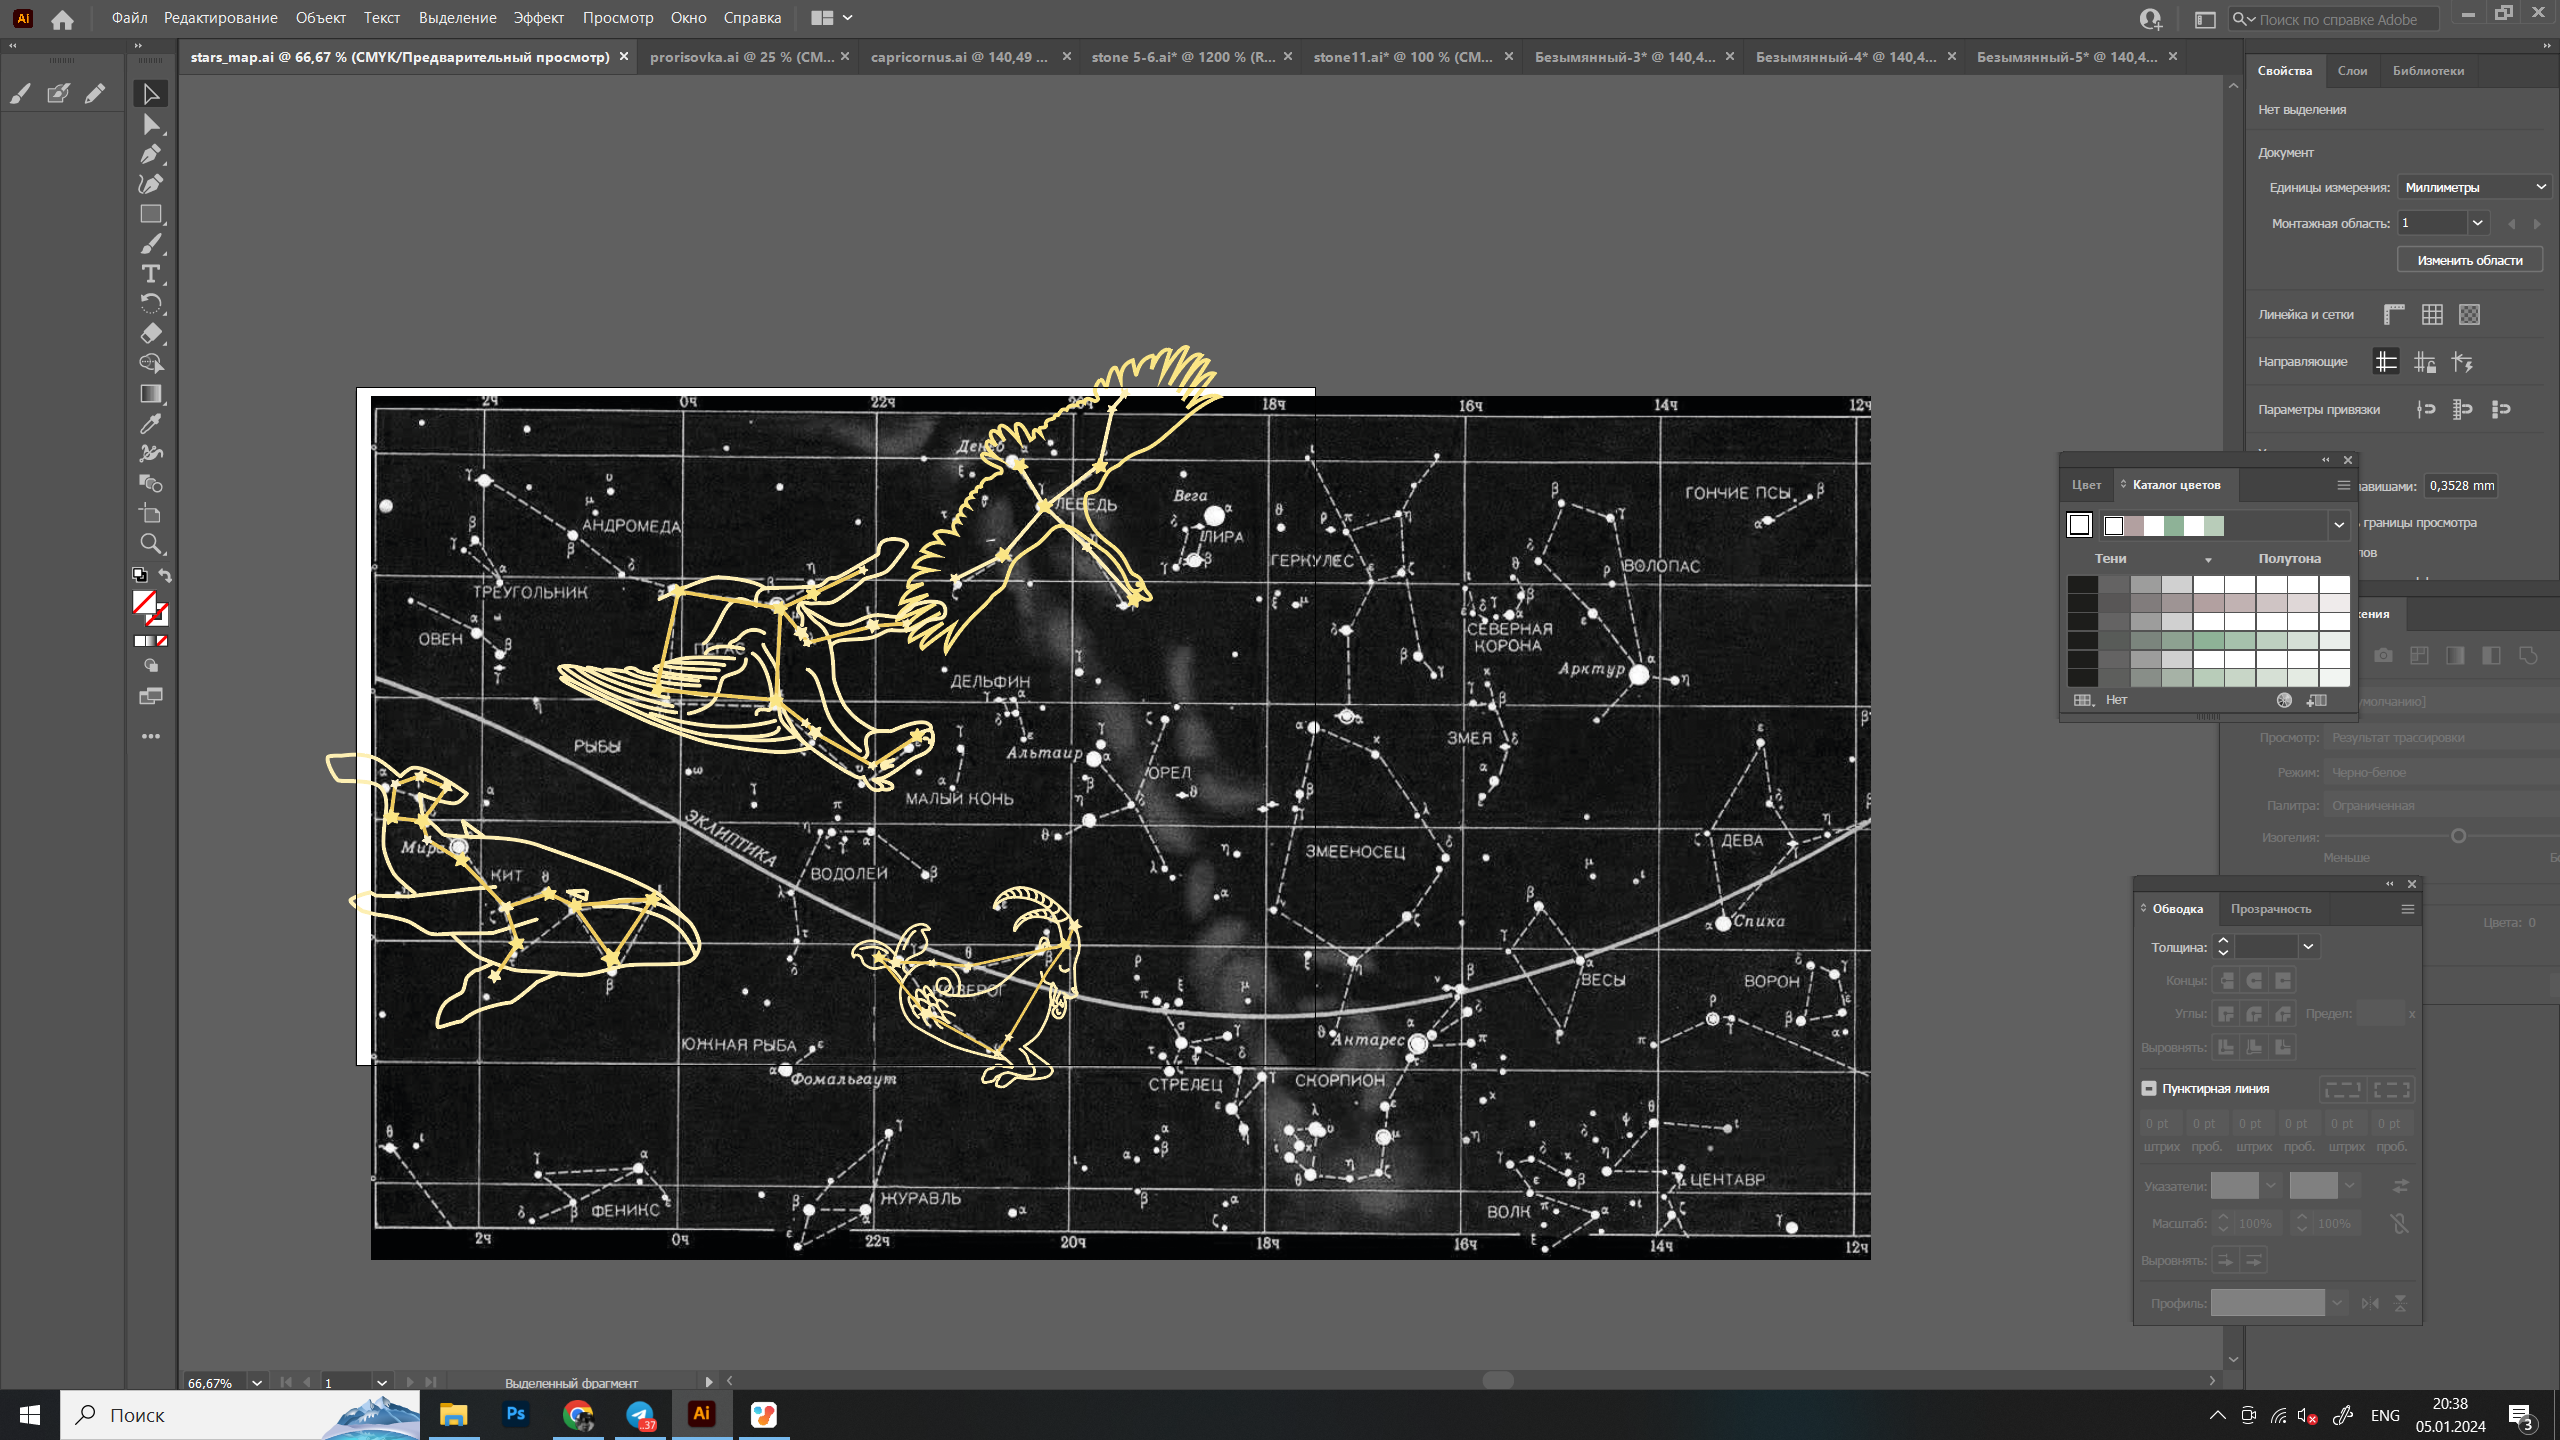 Файл Редактирование Объект Текст Выделение Эффект Просмотр Окно Справка
Поиск по справке Adobe
stars_map.ai @ 66,67 % (CMYK/Предварительный просмотр)
prorisovka.ai @ 25 % (CM...
capricornus.ai @ 140,49 ...
stone 5-6.ai* @ 1200 % (R...
stone11.ai* @ 100 % (CM...
Безымянный-3* @ 140,4...
Безымянный-4* @ 140,4...
Безымянный-5* @ 140,4...
Свойства Слои Библиотеки
Нет выделения
Документ
Единицы измерения: Миллиметры
Монтажная область: 1
Изменить области
Линейка и сетки
Направляющие
Параметры привязки
авишами: 0,3528 mm
границы просмотра
Цвет Каталог цветов
Тени Полутона
Нет
Просмотр: Результат трассировки
Режим: Черно-белое
Палитра: Ограниченная
Изогелия:
Меньше
Цвета: 0
Обводка Прозрачность
Толщина:
Концы:
Углы: Предел: x
Выровнять:
Пунктирная линия
0 pt 0 pt 0 pt 0 pt 0 pt 0 pt
штрих проб. штрих проб. штрих проб.
Указатели:
Масштаб: 100% 100%
Выровнять:
Профиль:
2ч 0ч 22ч 20ч 18ч 16ч 14ч 12ч
Денеб
ЛЕБЕДЬ
Вега
ЛИРА
ГОНЧИЕ ПСЫ
АНДРОМЕДА
ГЕРКУЛЕС
ВОЛОПАС
ТРЕУГОЛЬНИК
ОВЕН
ПЕГАС
СЕВЕРНАЯ
КОРОНА
Арктур
ДЕЛЬФИН
РЫБЫ
Альтаир
ЗМЕЯ
ОРЕЛ
МАЛЫЙ КОНЬ
ЭКЛИПТИКА
Мира
КИТ
ВОДОЛЕЙ
ЗМЕЕНОСЕЦ
ДЕВА
Спика
КОЗЕРОГ
ВЕСЫ
ВОРОН
ЮЖНАЯ РЫБА
Фомальгаут
Антарес
СТРЕЛЕЦ
СКОРПИОН
ФЕНИКС
ЖУРАВЛЬ
ВОЛК
ЦЕНТАВР
2ч 0ч 22ч 20ч 18ч 16ч 14ч 12ч
66,67% 1 Выделенный фрагмент
Поиск
37
ENG
20:38
05.01.2024
3